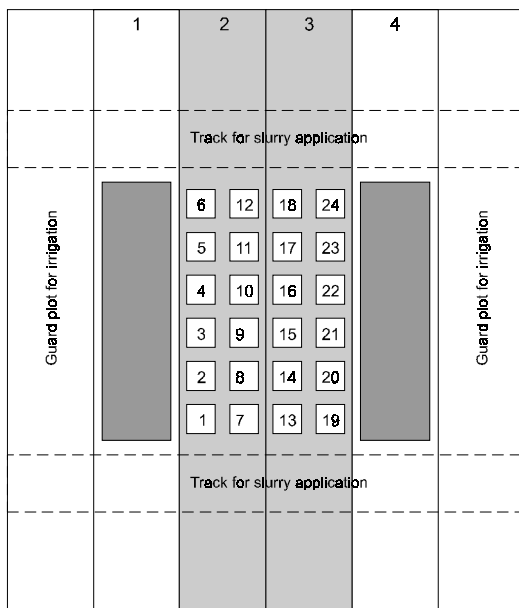 1 2 3 4
Track for slurry application
Guard plot for irrigation
Guard plot for irrigation
6 12 18 24
5 11 17 23
4 10 16 22
3 9 15 21
2 8 14 20
1 7 13 19
Track for slurry application